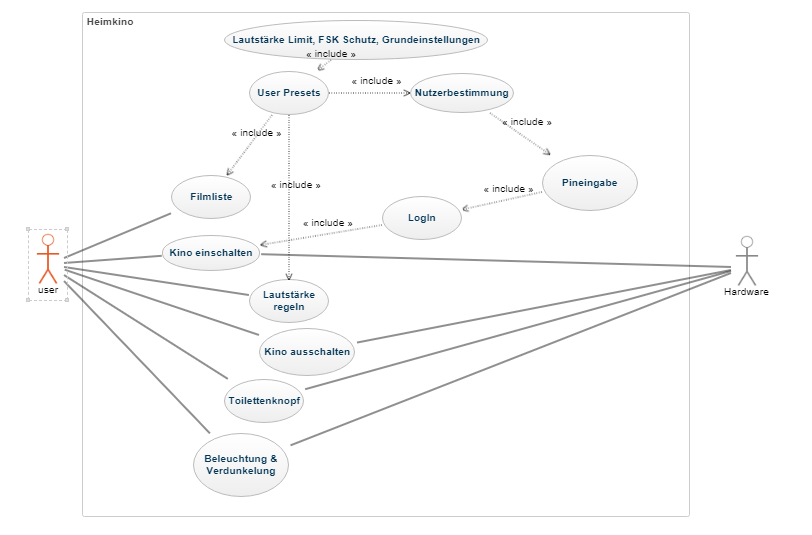 Heimkino
Lautstärke Limit, FSK Schutz, Grundeinstellungen
« include »
User Presets
« include »
Nutzerbestimmung
« include »
« include »
« include »
Filmliste
Pineingabe
« include »
LogIn
« include »
Kino einschalten
user
Hardware
Lautstärke
regeln
Kino ausschalten
Toilettenknopf
Beleuchtung &
Verdunkelung